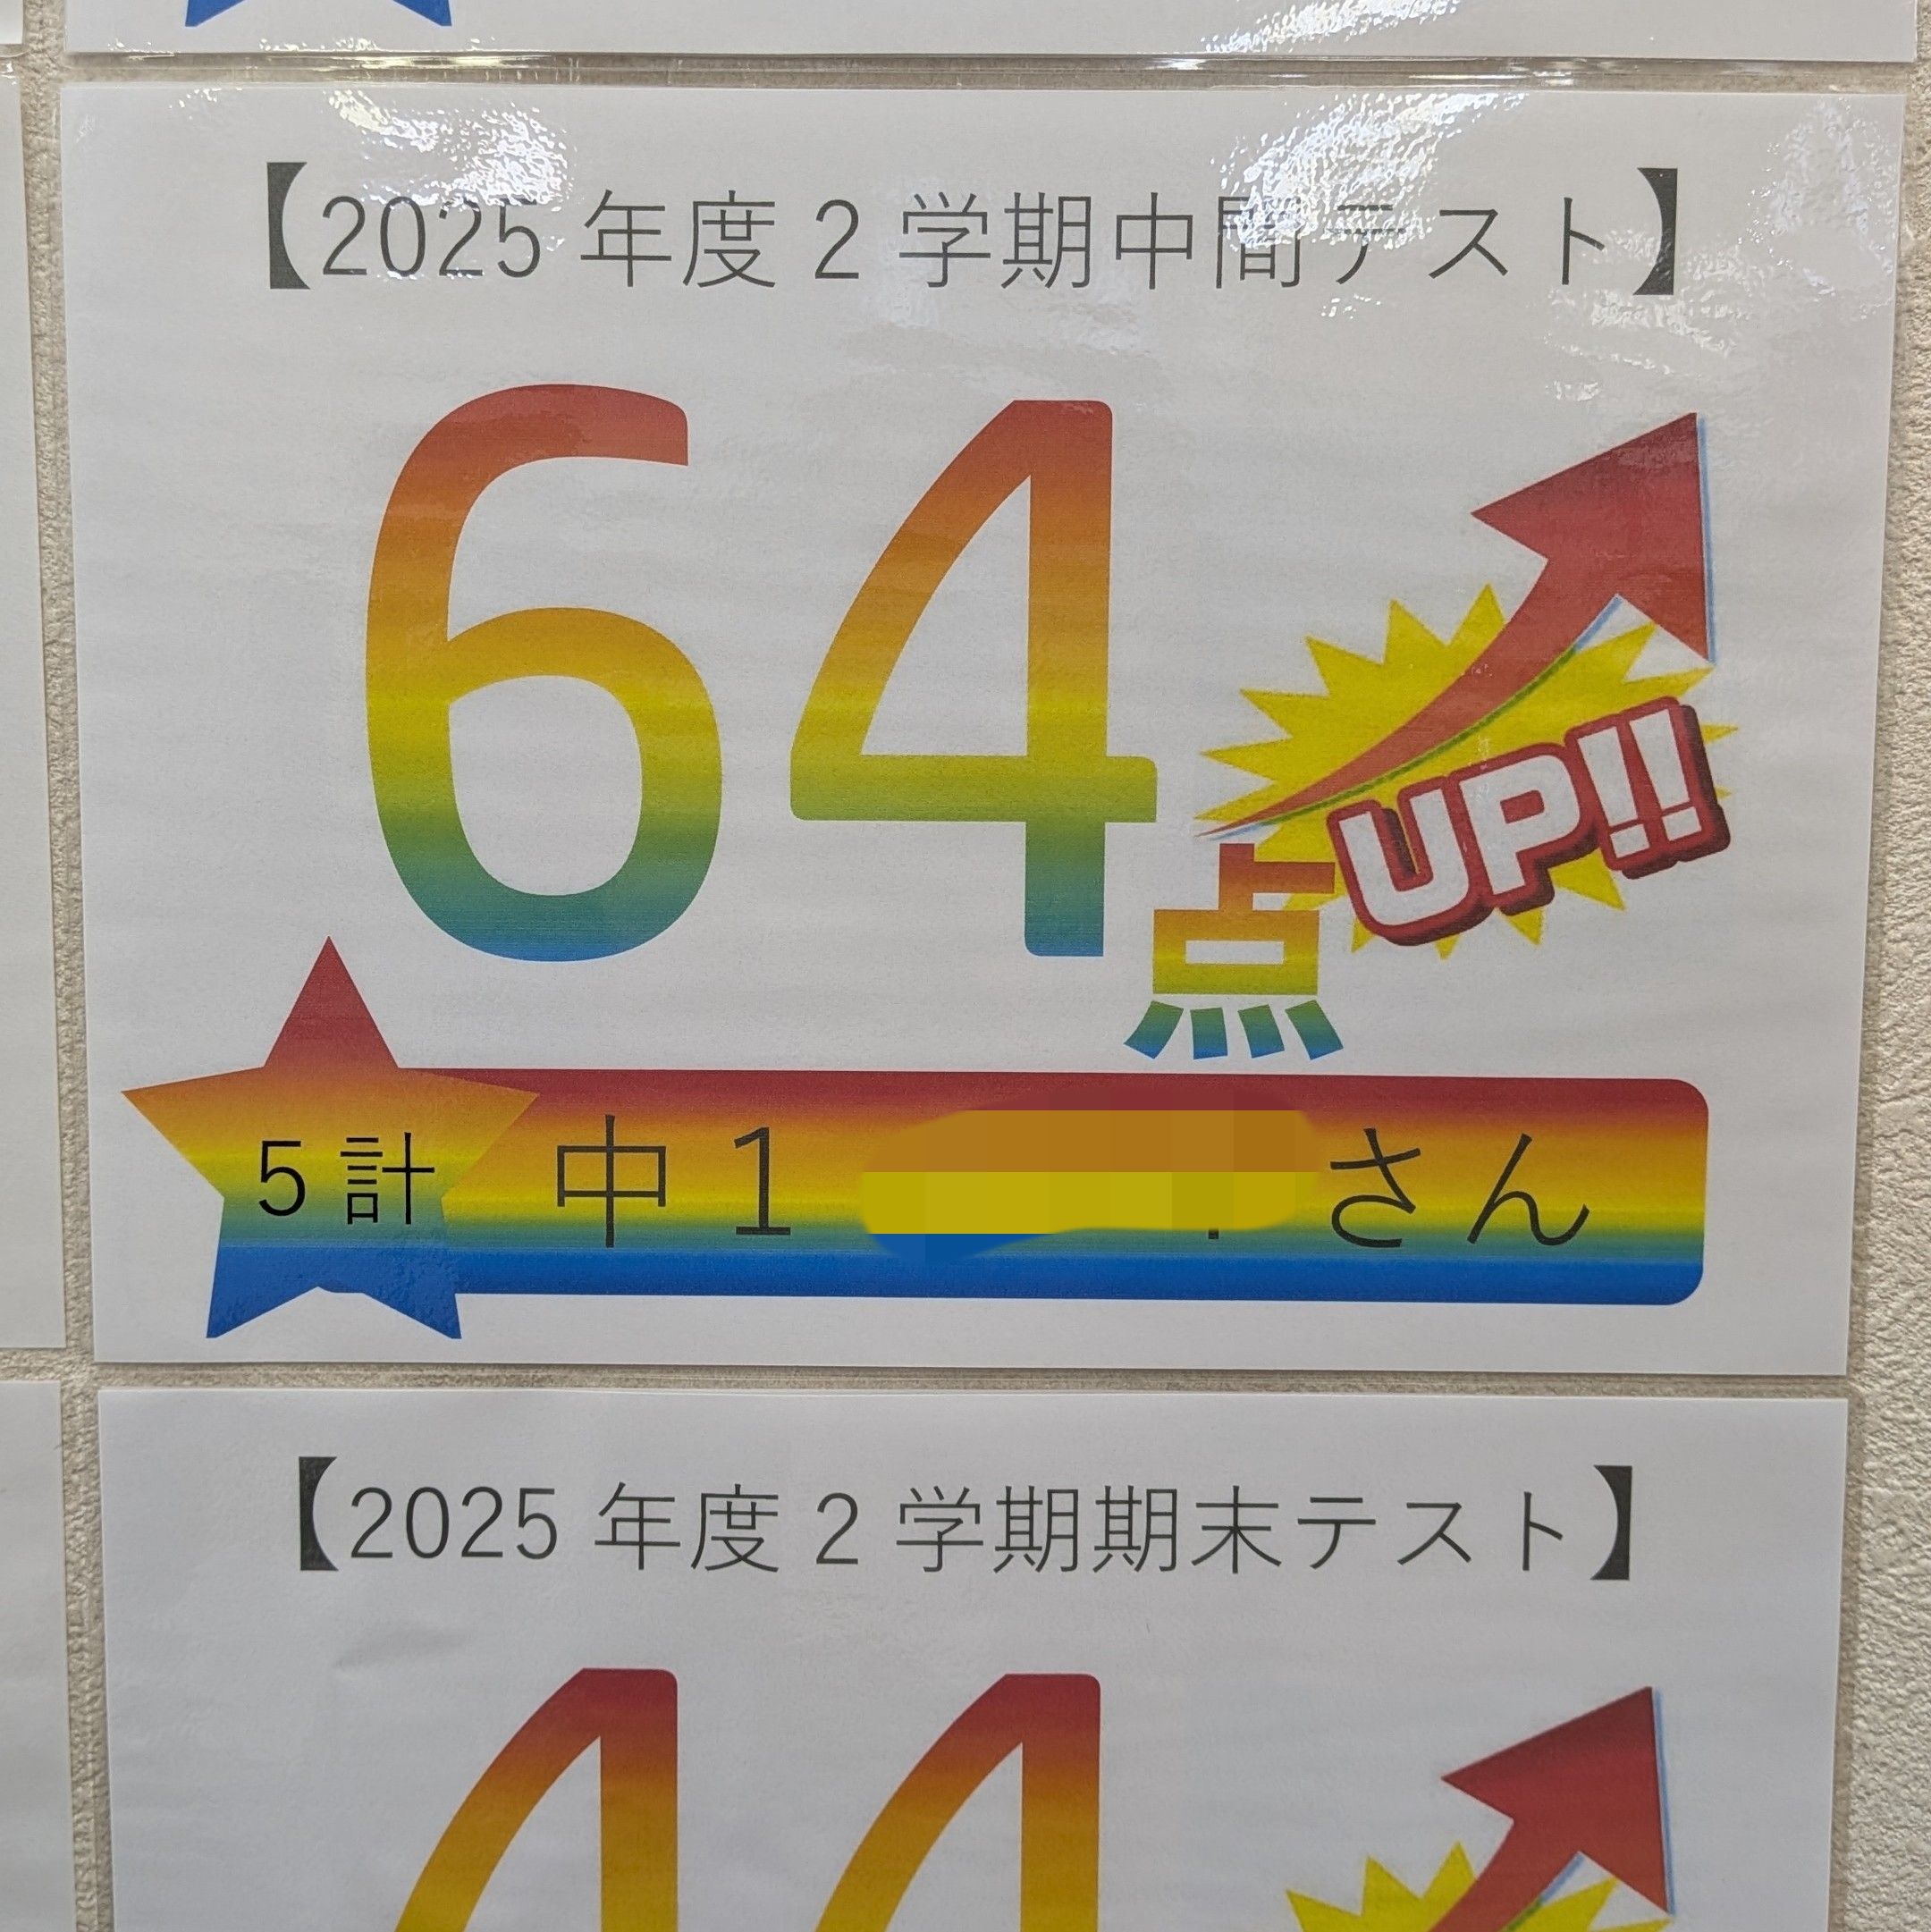 【2025年度2学期中間テスト】
64点
UP!!
5計 中1 さん
【2025年度2学期期末テスト】
44